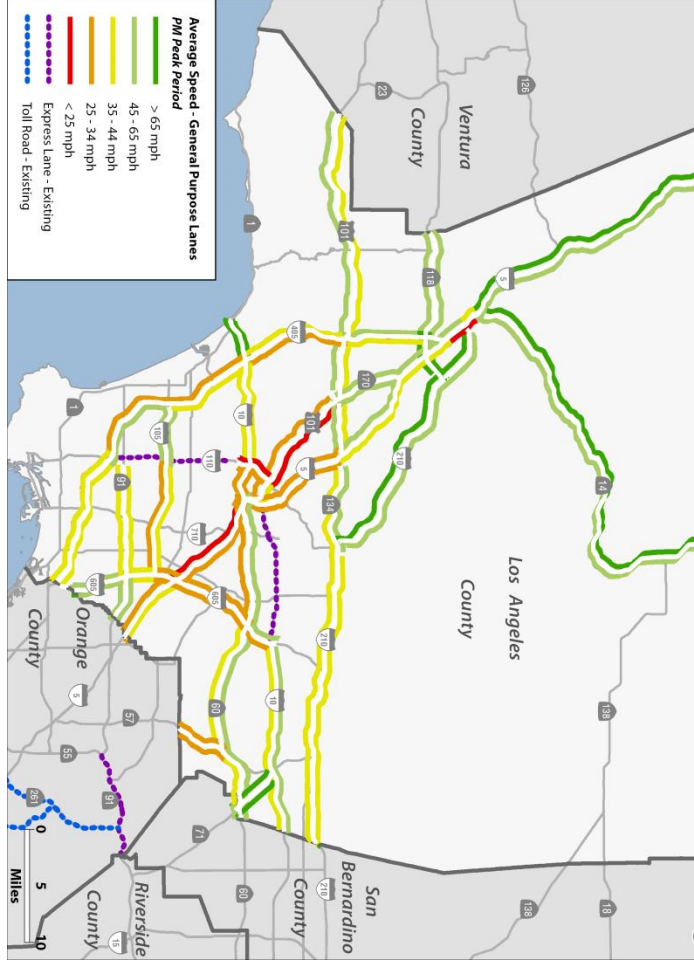 Average Speed - General Purpose Lanes
PM Peak Period
> 65 mph
45 - 65 mph
35 - 44 mph
25 - 34 mph
< 25 mph
Express Lane - Existing
Toll Road - Existing
Ventura
County
Los Angeles
County
San
Bernardino
County
Orange
County
Riverside
County
126
23
1
101
118
5
405
170
14
210
138
10
101
5
134
105
110
1
91
710
605
605
210
10
60
5
57
55
91
261
71
60
210
15
138
18
0
5
10
Miles